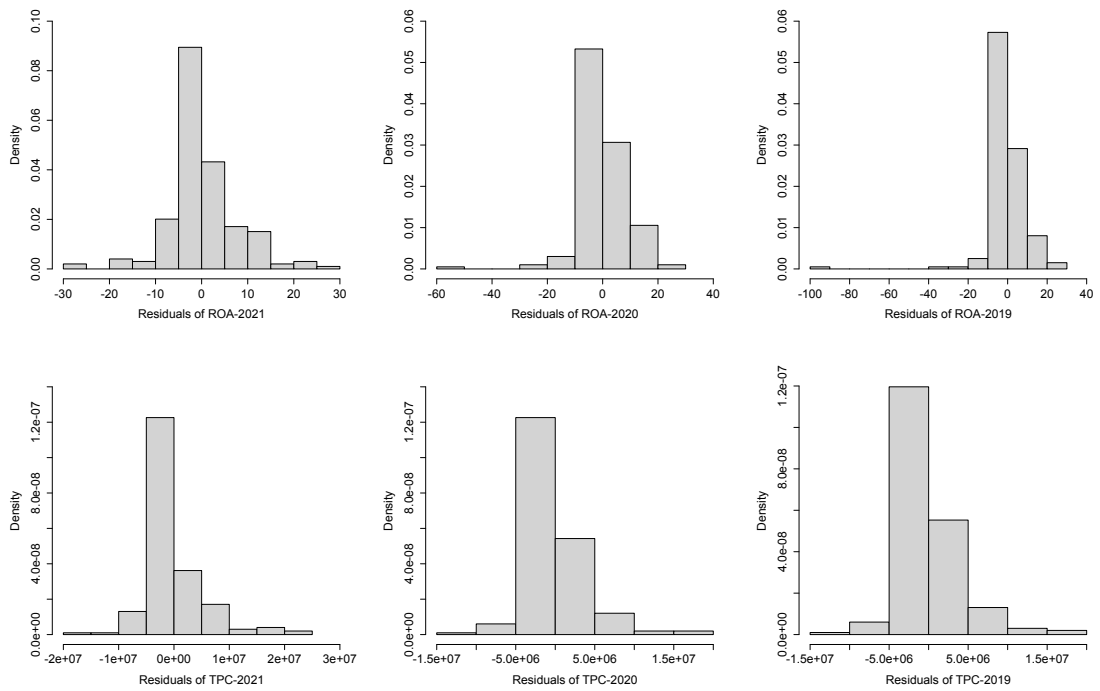 Density
0.00 0.02 0.04 0.06 0.08 0.10
-30 -20 -10 0 10 20 30
Residuals of ROA-2021
Density
0.00 0.01 0.02 0.03 0.04 0.05 0.06
-60 -40 -20 0 20 40
Residuals of ROA-2020
Density
0.00 0.01 0.02 0.03 0.04 0.05 0.06
-100 -80 -60 -40 -20 0 20 40
Residuals of ROA-2019
Density
0.0e+00 4.0e-08 8.0e-08 1.2e-07
-2e+07 -1e+07 0e+00 1e+07 2e+07 3e+07
Residuals of TPC-2021
Density
0.0e+00 4.0e-08 8.0e-08 1.2e-07
-1.5e+07 -5.0e+06 5.0e+06 1.5e+07
Residuals of TPC-2020
Density
0.0e+00 4.0e-08 8.0e-08 1.2e-07
-1.5e+07 -5.0e+06 5.0e+06 1.5e+07
Residuals of TPC-2019